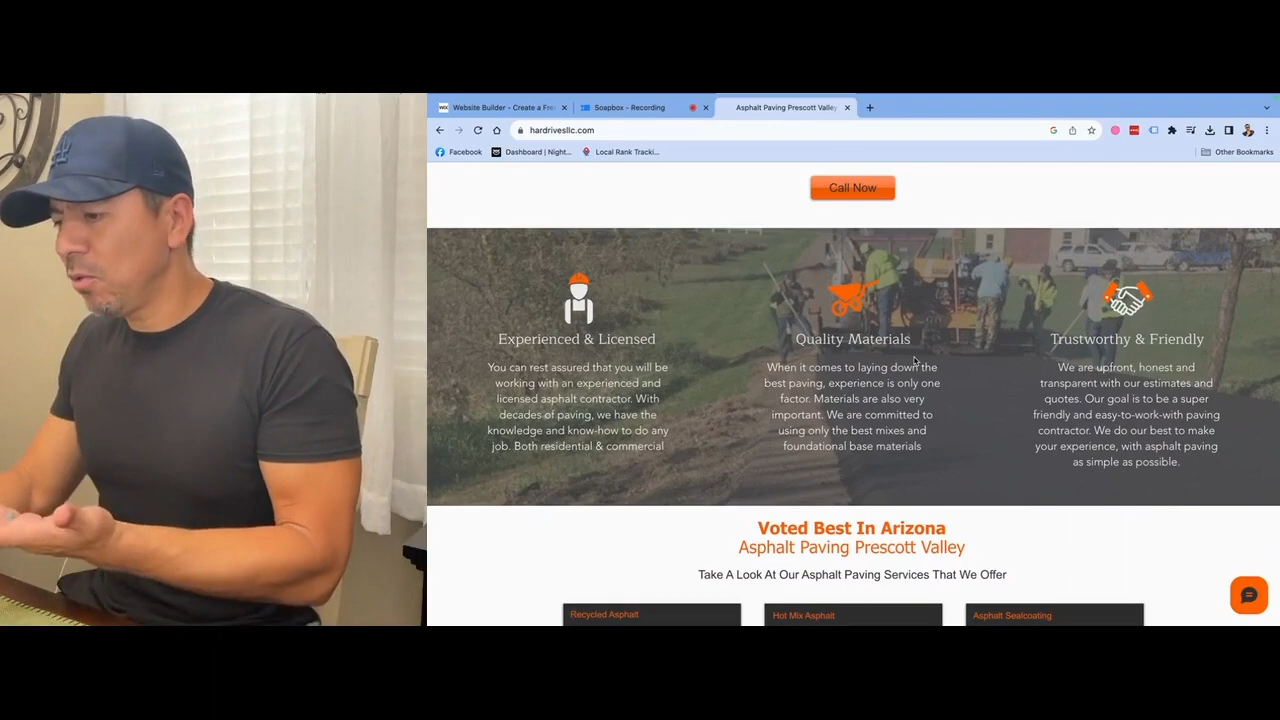 WIX Website Builder - Create a Fre
Soapbox - Recording
Asphalt Paving Prescott Valley
hardrivesllc.com
Facebook
Dashboard | Night...
Local Rank Tracki...
Other Bookmarks
Call Now
Experienced & Licensed
You can rest assured that you will be
working with an experienced and
licensed asphalt contractor. With
decades of paving, we have the
knowledge and know-how to do any
job. Both residential & commercial
Quality Materials
When it comes to laying down the
best paving, experience is only one
factor. Materials are also very
important. We are committed to
using only the best mixes and
foundational base materials
Trustworthy & Friendly
We are upfront, honest and
transparent with our estimates and
quotes. Our goal is to be a super
friendly and easy-to-work-with paving
contractor. We do our best to make
your experience, with asphalt paving
as simple as possible.
Voted Best In Arizona
Asphalt Paving Prescott Valley
Take A Look At Our Asphalt Paving Services That We Offer
Recycled Asphalt
Hot Mix Asphalt
Asphalt Sealcoating